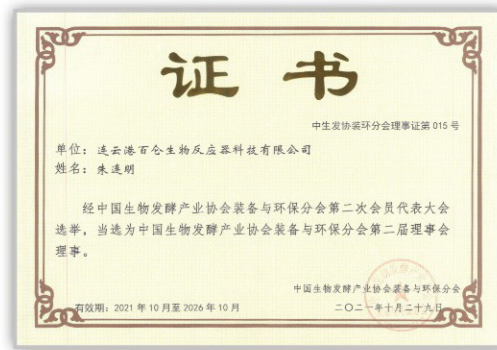 证书
中生发协装环分会理事证第 015 号
单位：连云港百仑生物反应器科技有限公司
姓名：朱莲明
经中国生物发酵产业协会装备与环保分会第二次会员代表大会
选举，当选为中国生物发酵产业协会装备与环保分会第二届理事会
理事。
中国生物发酵产业协会装备与环保分会
有效期：2021 年 10 月至 2026 年 10 月
二〇二一年十月二十九日